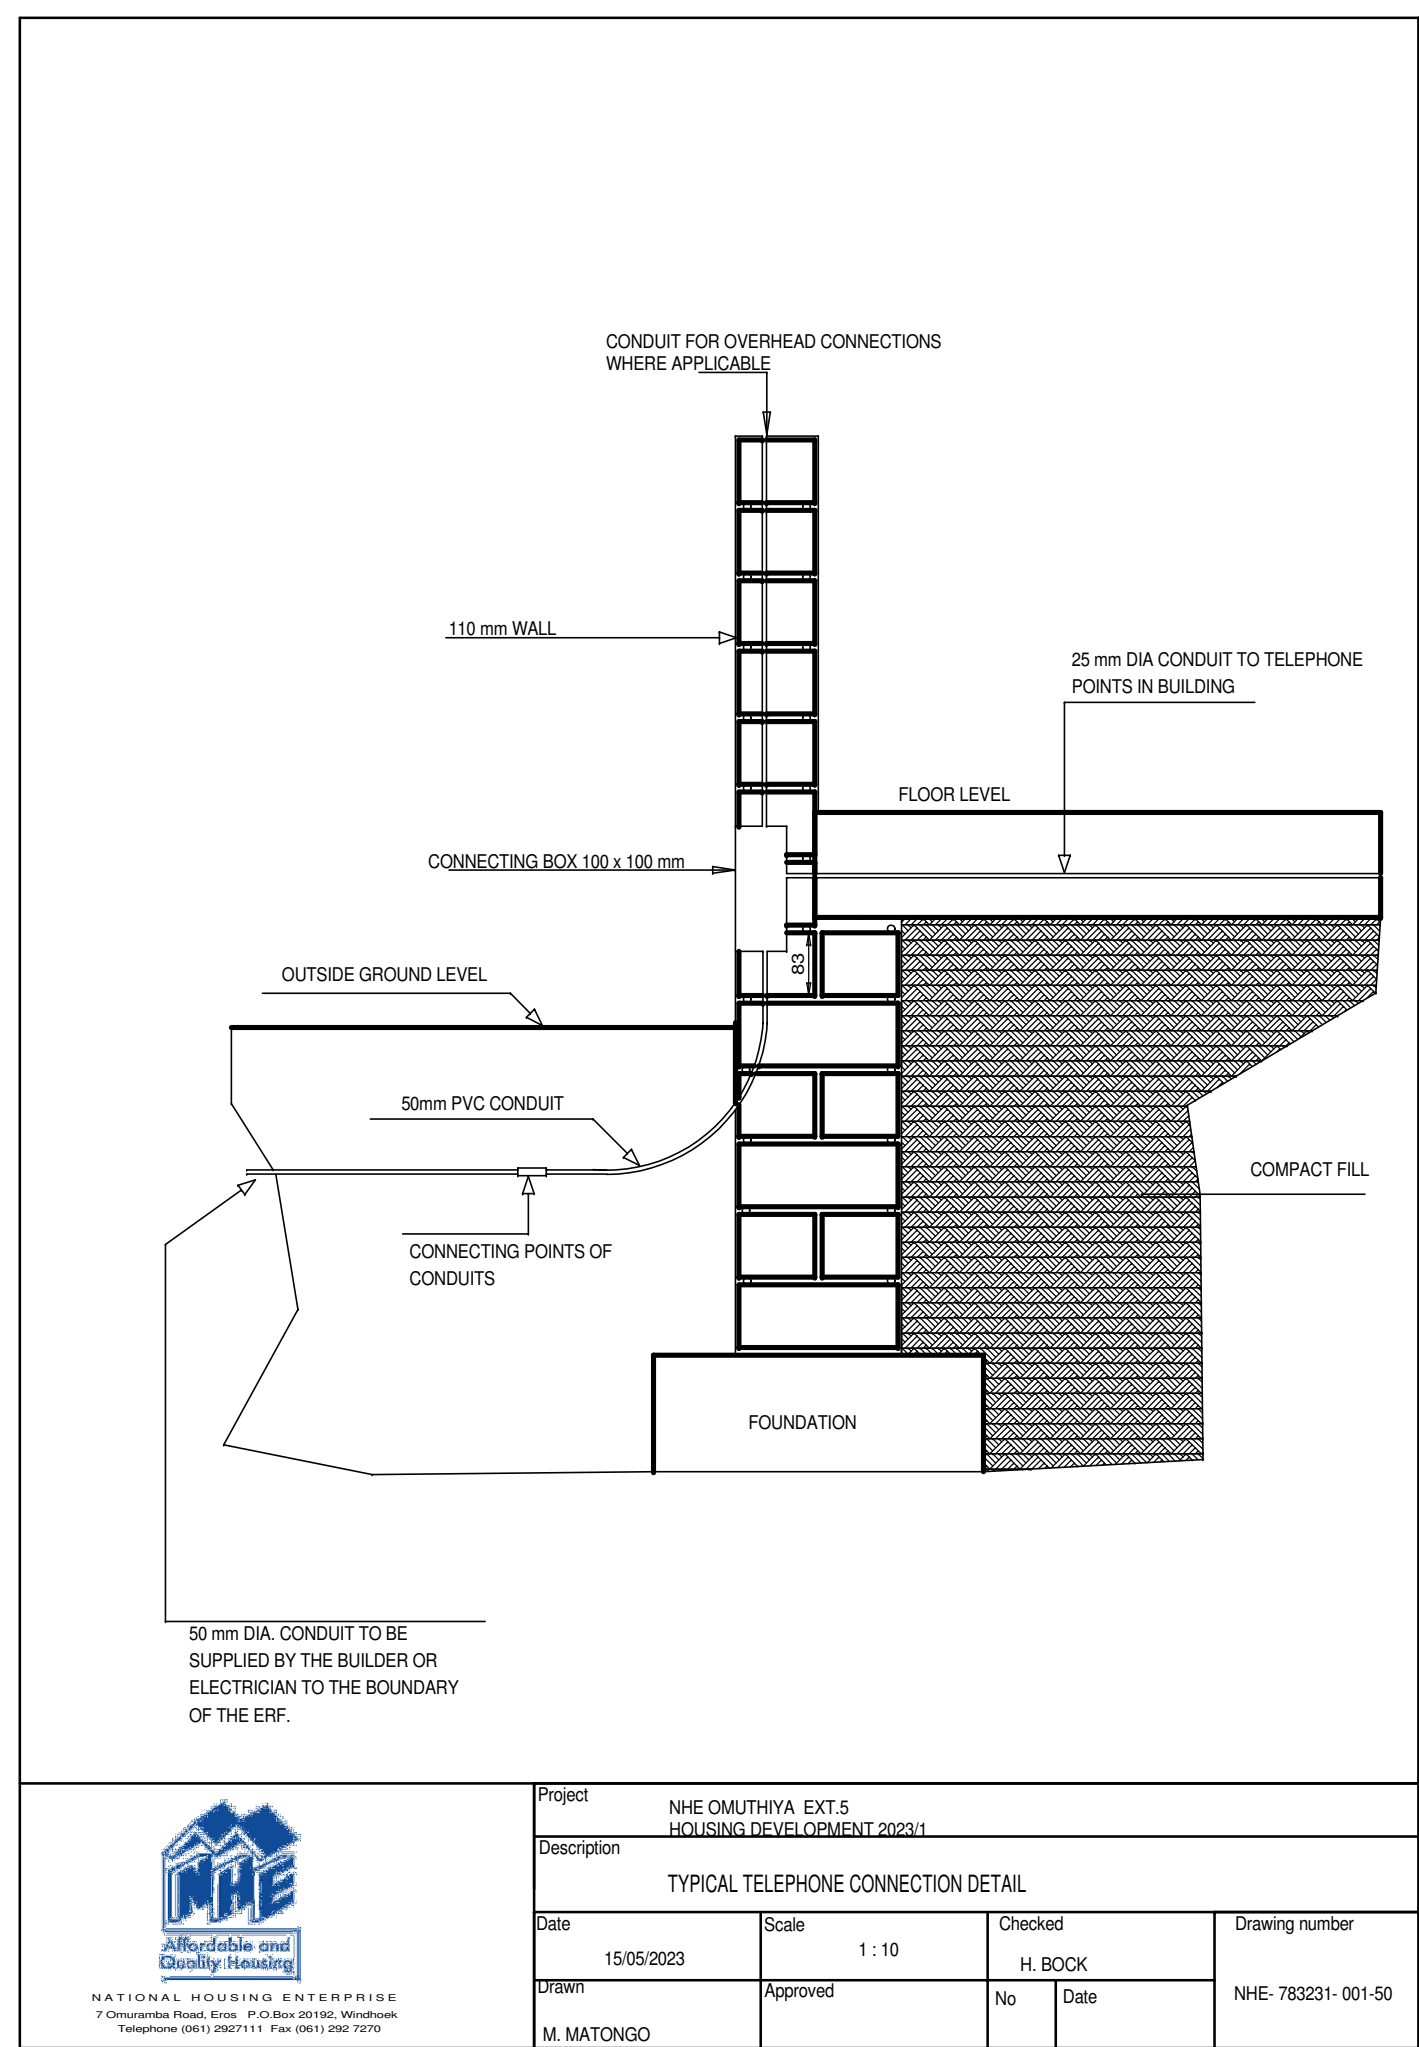 CONDUIT FOR OVERHEAD CONNECTIONS
WHERE APPLICABLE
110 mm WALL
25 mm DIA CONDUIT TO TELEPHONE
POINTS IN BUILDING
FLOOR LEVEL
CONNECTING BOX 100 x 100 mm
83
OUTSIDE GROUND LEVEL
50mm PVC CONDUIT
COMPACT FILL
CONNECTING POINTS OF
CONDUITS
FOUNDATION
50 mm DIA. CONDUIT TO BE
SUPPLIED BY THE BUILDER OR
ELECTRICIAN TO THE BOUNDARY
OF THE ERF.
NHE
Affordable and
Quality Housing
NATIONAL HOUSING ENTERPRISE
7 Omuramba Road, Eros P.O.Box 20192, Windhoek
Telephone (061) 2927111 Fax (061) 292 7270
Project
NHE OMUTHIYA EXT.5
HOUSING DEVELOPMENT 2023/1
Description
TYPICAL TELEPHONE CONNECTION DETAIL
Date
15/05/2023
Scale
1 : 10
Checked
H. BOCK
Drawing number
NHE- 783231- 001-50
Drawn
M. MATONGO
Approved
No
Date